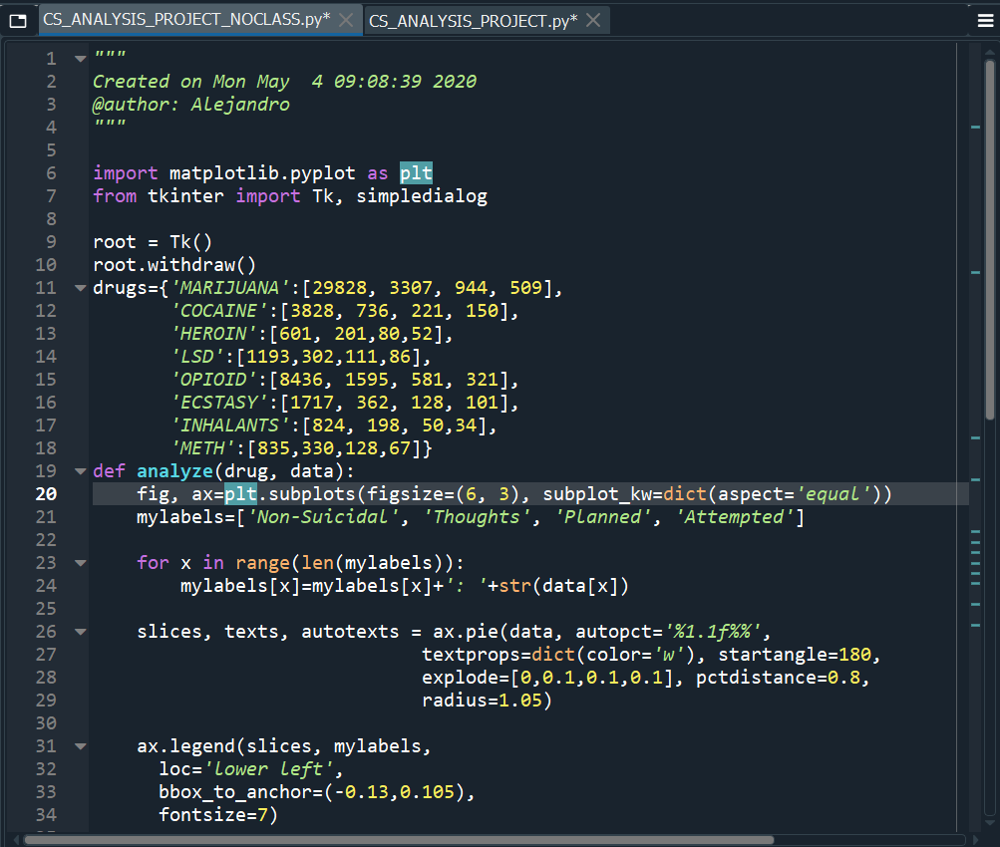 CS_ANALYSIS_PROJECT_NOCLASS.py* CS_ANALYSIS_PROJECT.py*
1 """
2 Created on Mon May  4 09:08:39 2020
3 @author: Alejandro
4 """
5
6 import matplotlib.pyplot as plt
7 from tkinter import Tk, simpledialog
8
9 root = Tk()
10 root.withdraw()
11 drugs={'MARIJUANA':[29828, 3307, 944, 509],
12 'COCAINE':[3828, 736, 221, 150],
13 'HEROIN':[601, 201,80,52],
14 'LSD':[1193,302,111,86],
15 'OPIOID':[8436, 1595, 581, 321],
16 'ECSTASY':[1717, 362, 128, 101],
17 'INHALANTS':[824, 198, 50,34],
18 'METH':[835,330,128,67]}
19 def analyze(drug, data):
20 fig, ax=plt.subplots(figsize=(6, 3), subplot_kw=dict(aspect='equal'))
21 mylabels=['Non-Suicidal', 'Thoughts', 'Planned', 'Attempted']
22
23 for x in range(len(mylabels)):
24 mylabels[x]=mylabels[x]+': '+str(data[x])
25
26 slices, texts, autotexts = ax.pie(data, autopct='%1.1f%%',
27 textprops=dict(color='w'), startangle=180,
28 explode=[0,0.1,0.1,0.1], pctdistance=0.8,
29 radius=1.05)
30
31 ax.legend(slices, mylabels,
32 loc='lower left',
33 bbox_to_anchor=(-0.13,0.105),
34 fontsize=7)